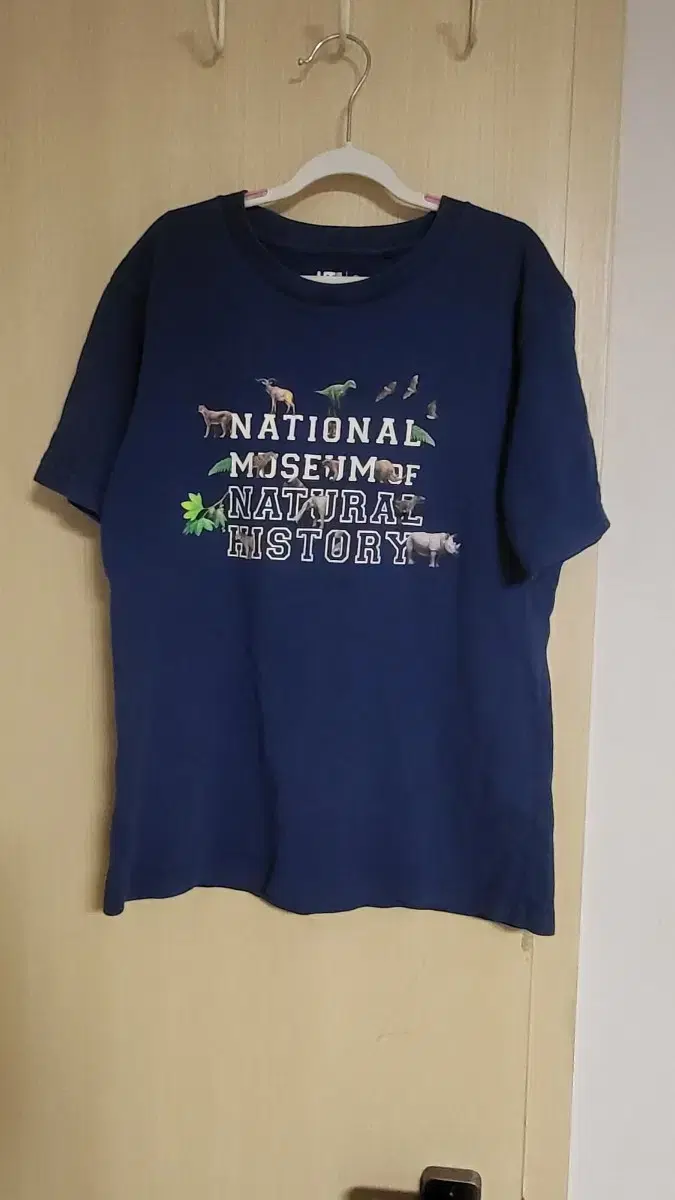 NATIONAL
MUSEUM OF
NATURAL
HISTORY